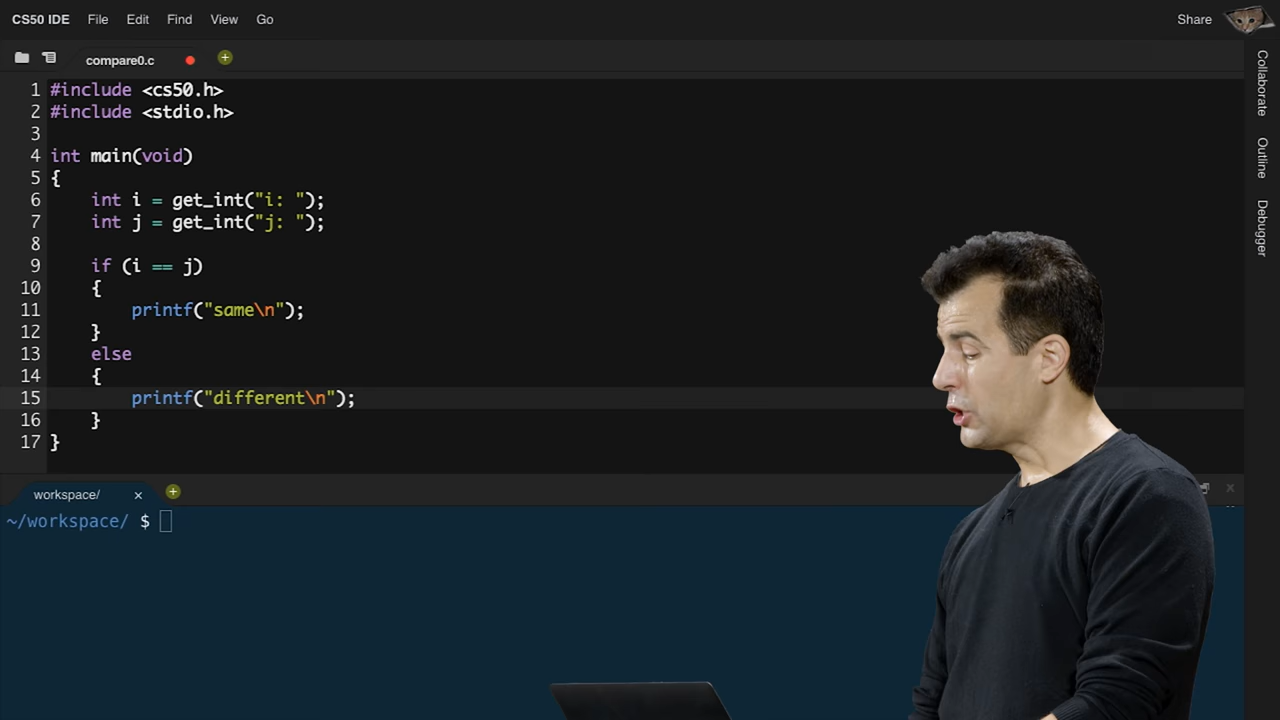 CS50 IDE File Edit Find View Go Share
compare0.c
1 #include <cs50.h>
2 #include <stdio.h>
3
4 int main(void)
5 {
6     int i = get_int("i: ");
7     int j = get_int("j: ");
8
9     if (i == j)
10     {
11         printf("same\n");
12     }
13     else
14     {
15         printf("different\n");
16     }
17 }
Collaborate
Outline
Debugger
workspace/
~/workspace/ $